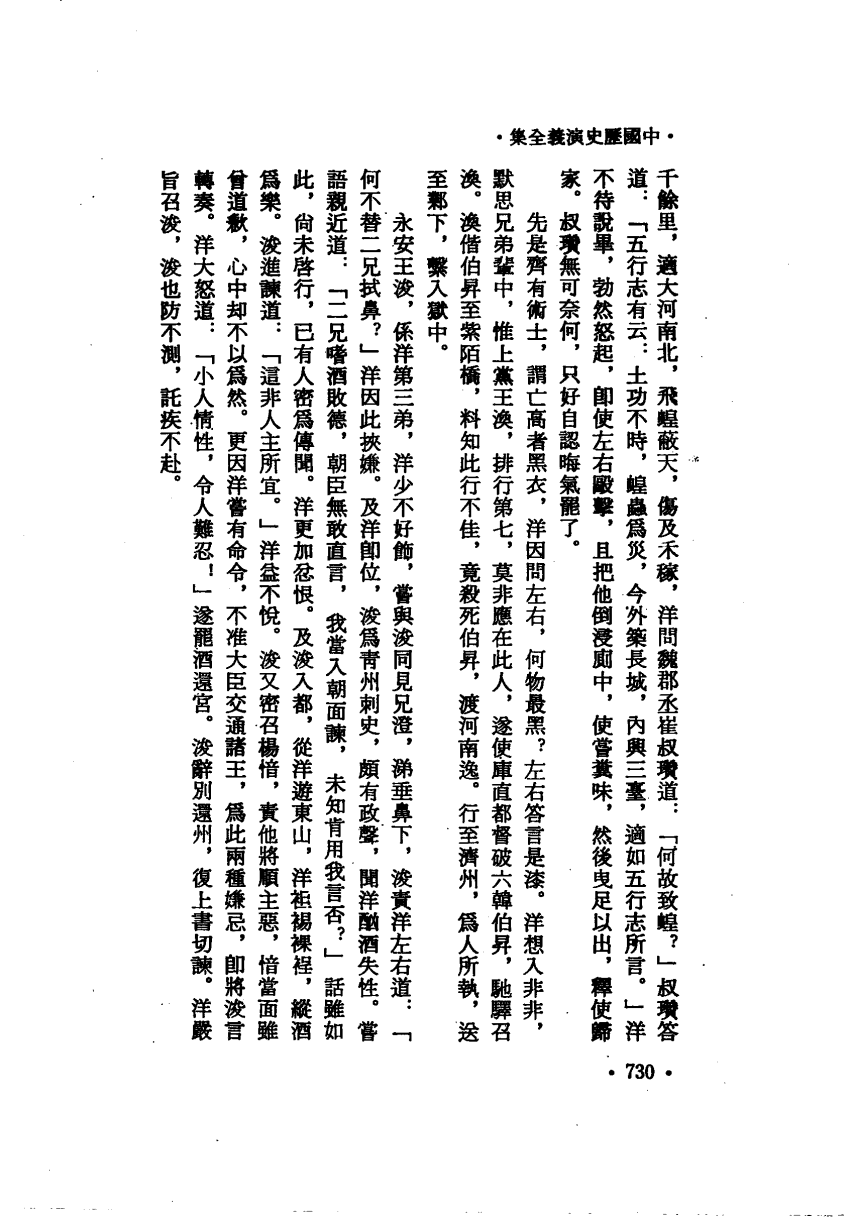 ・中國歷史演義全集・
千餘里，適大河南北，飛蝗蔽天，傷及禾稼，洋問魏郡丞崔叔瓚道：「何故致蝗？」叔瓚答
道：「五行志有云：土功不時，蝗蟲爲災，今外築長城，內興三臺，適如五行志所言。」洋
不待說畢，勃然怒起，卽使左右毆擊，且把他倒浸廁中，使嘗糞味，然後曳足以出，釋使歸
家。叔瓚無可奈何，只好自認晦氣罷了。
先是齊有術士，謂亡高者黑衣，洋因問左右，何物最黑？左右答言是漆。洋想入非非，
默思兄弟輩中，惟上黨王渙，排行第七，莫非應在此人，遂使庫直都督破六韓伯昇，馳驛召
渙。渙偕伯昇至紫陌橋，料知此行不佳，竟殺死伯昇，渡河南逸。行至濟州，爲人所執，送
至鄴下，繫入獄中。
永安王浚，係洋第三弟，洋少不好飾，嘗與浚同見兄澄，涕垂鼻下，浚責洋左右道：「
何不替二兄拭鼻？」洋因此挾嫌。及洋卽位，浚爲青州刺史，頗有政聲，聞洋酗酒失性。嘗
語親近道：「二兄嗜酒敗德，朝臣無敢直言，我當入朝面諫，未知肯用我言否？」話雖如
此，尙未啓行，已有人密爲傳聞。洋更加忿恨。及浚入都，從洋遊東山，洋袒裼裸裎，縱酒
爲樂。浚進諫道：「這非人主所宜。」洋益不悅。浚又密召楊愔，責他將順主惡，愔當面雖
曾道歉，心中却不以爲然。更因洋嘗有命令，不准大臣交通諸王，爲此兩種嫌忌，卽將浚言
轉奏。洋大怒道：「小人情性，令人難忍！」遂罷酒還宮。浚辭別還州，復上書切諫。洋嚴
旨召浚，浚也防不測，託疾不赴。
・730・